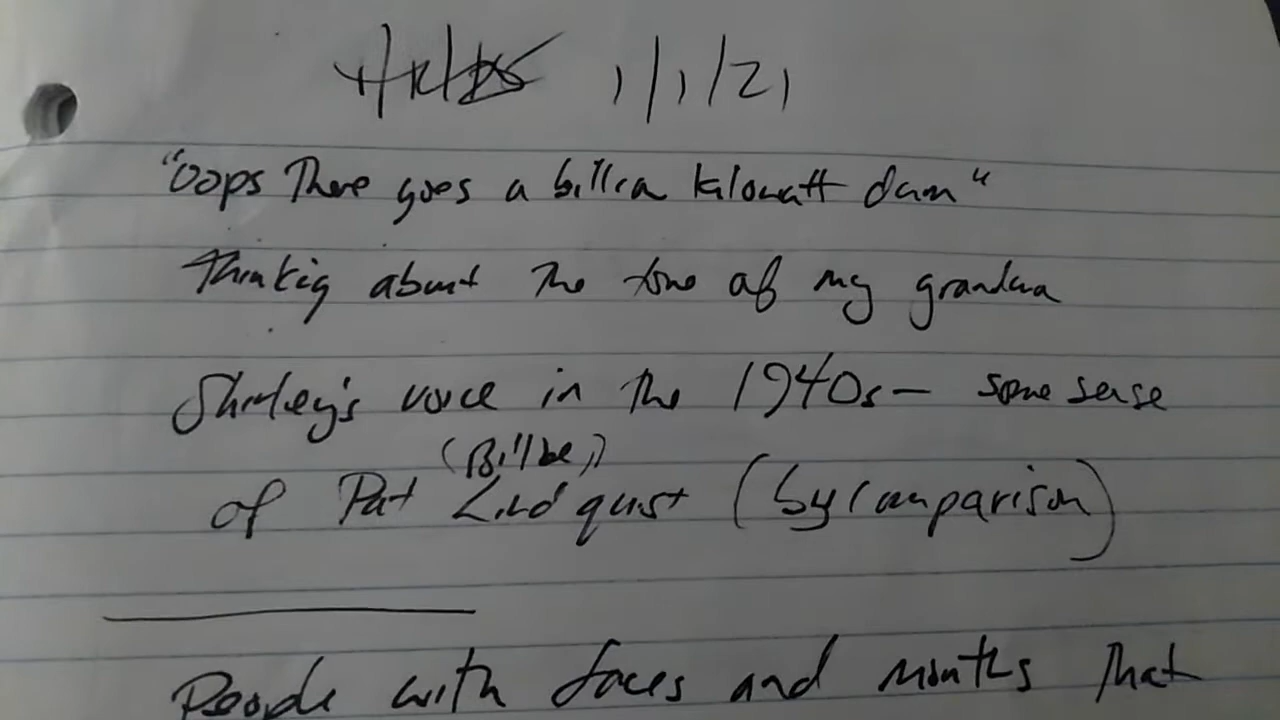 1/1/21
"Oops There goes a billion kilowatt dam"
Thinking about The tone of my grandma
Shirley's voice in the 1940s – some sense
(Billbe)
of Pat Lindquist (by comparison)
People with faces and mouths That